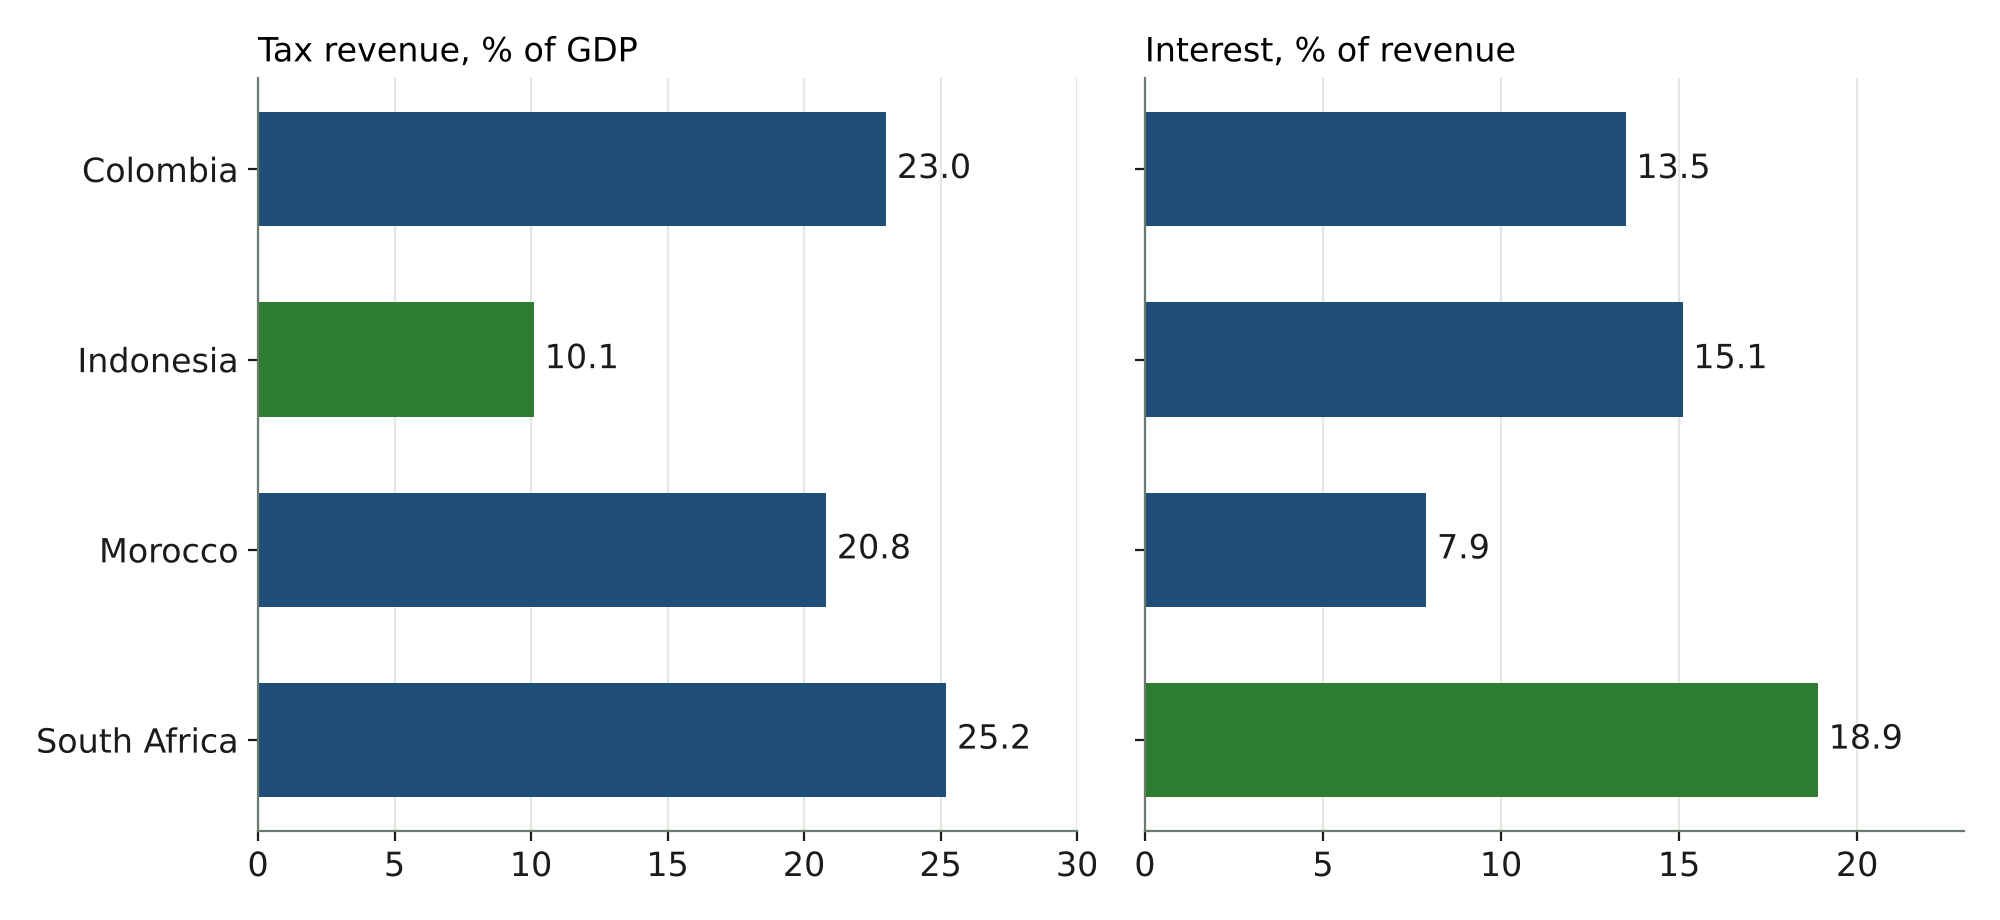 Tax revenue, % of GDP
Colombia 23.0
Indonesia 10.1
Morocco 20.8
South Africa 25.2
0 5 10 15 20 25 30
Interest, % of revenue
13.5
15.1
7.9
18.9
0 5 10 15 20